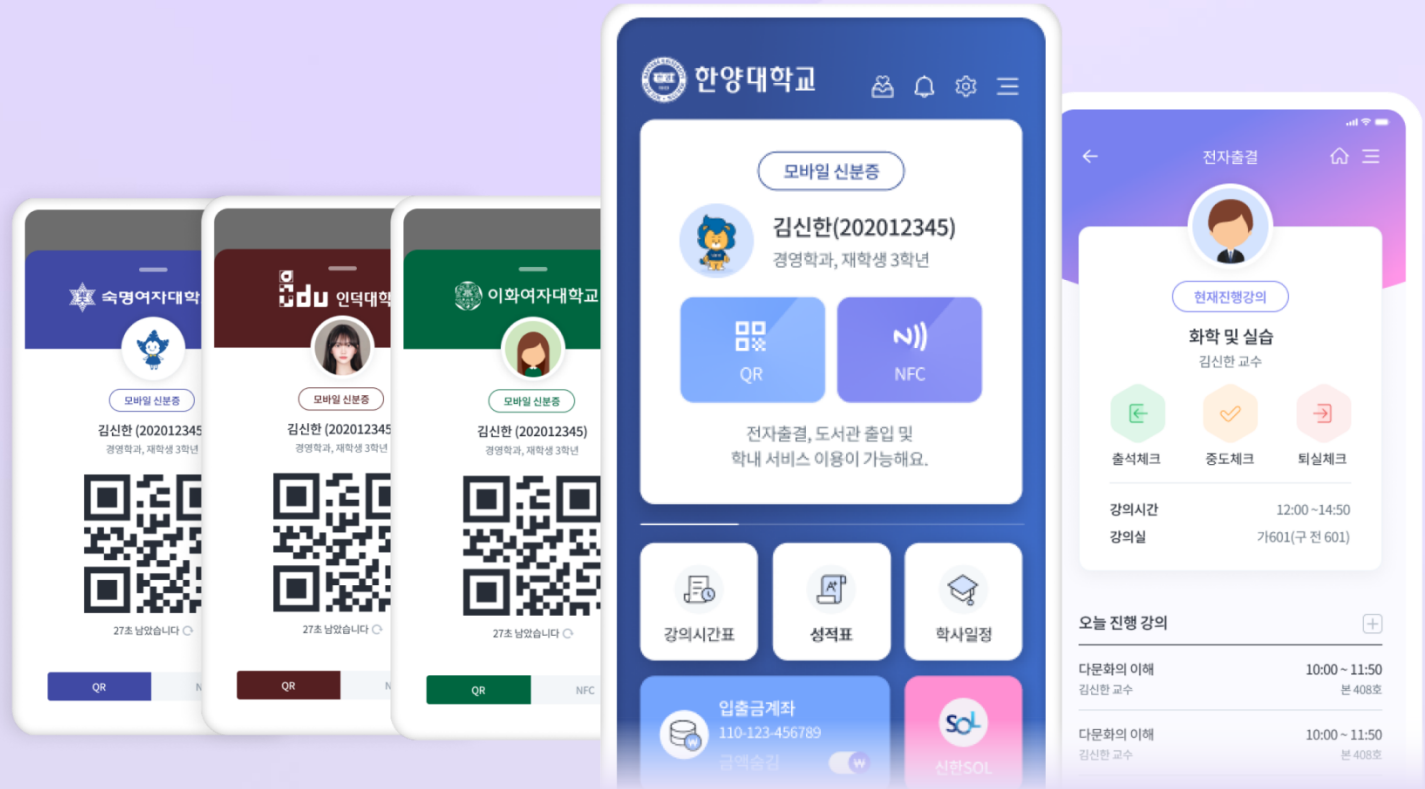 숙명여자대학
모바일 신분증
김신한 (202012345
경영학과, 재학생 3학년
27초 남았습니다
QR
N
du 인덕대학
모바일 신분증
김신한 (202012345
경영학과, 재학생 3학년
27초 남았습니다
QR
N
이화여자대학교
모바일 신분증
김신한 (202012345)
경영학과, 재학생 3학년
27초 남았습니다
QR
NFC
한양대학교
모바일 신분증
김신한(202012345)
경영학과, 재학생 3학년
QR
NFC
전자출결, 도서관 출입 및
학내 서비스 이용이 가능해요.
강의시간표
A+
성적표
학사일정
입출금계좌
110-123-456789
금액숨김
W
SOL
신한SOL
전자출결
현재진행강의
화학 및 실습
김신한 교수
출석체크
중도체크
퇴실체크
강의시간 12:00 ~14:50
강의실 가601(구 전 601)
오늘 진행 강의
다문화의 이해 10:00 ~ 11:50
김신한 교수 본 408호
다문화의 이해 10:00 ~ 11:50
김신한 교수 본 408호